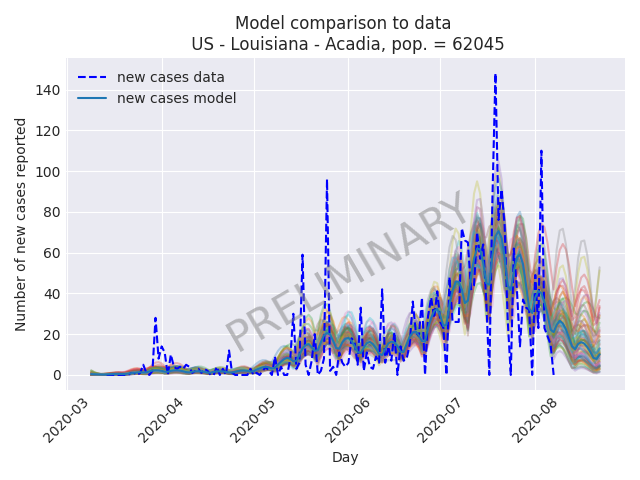 Model comparison to data
US - Louisiana - Acadia, pop. = 62045
new cases data
new cases model
PRELIMINARY
Number of new cases reported
140
120
100
80
60
40
20
0
2020-03
2020-04
2020-05
2020-06
2020-07
2020-08
Day